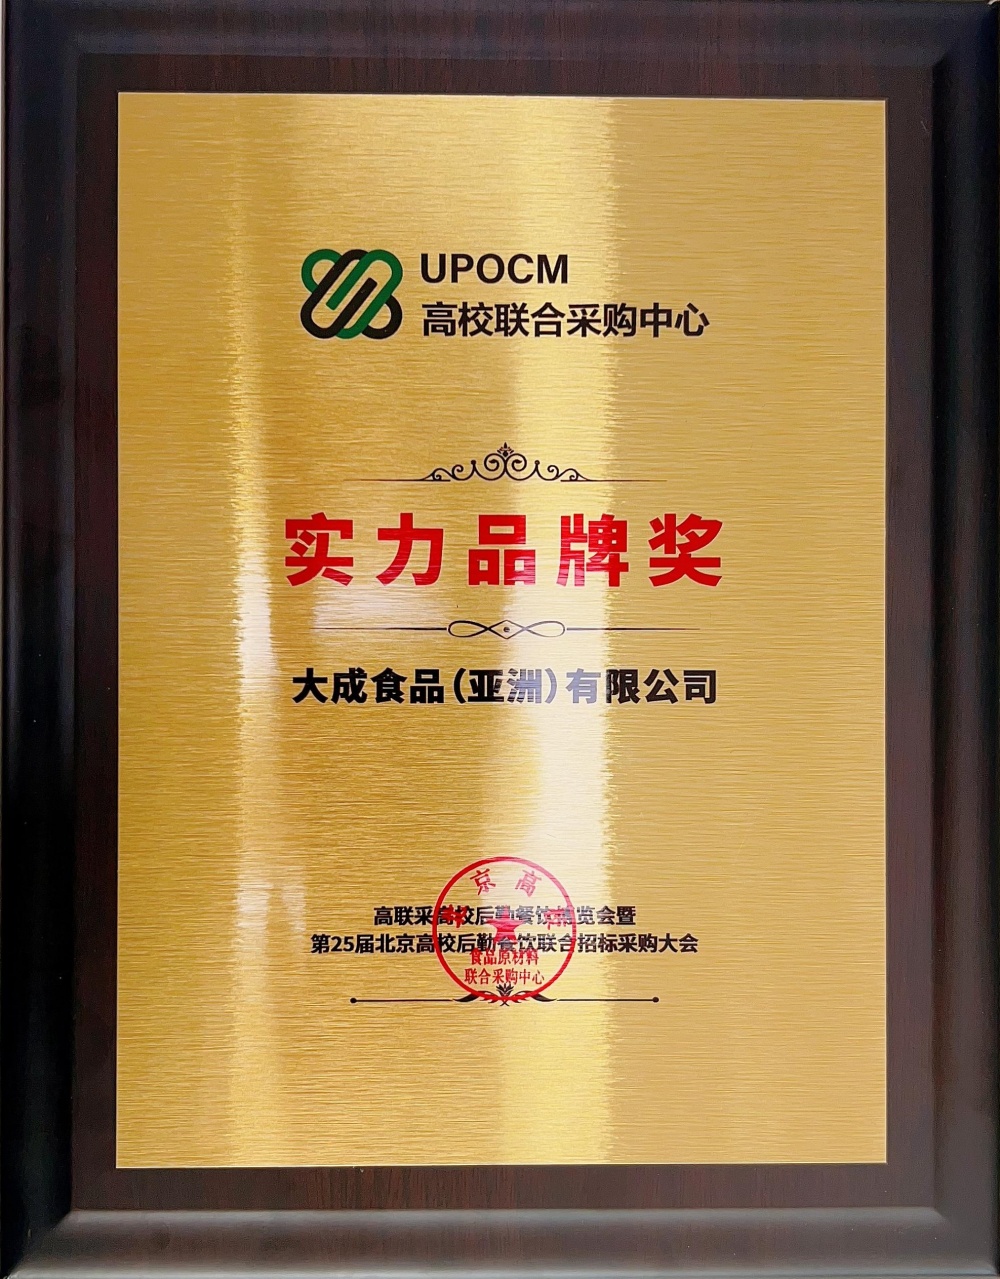 UPOCM
高校联合采购中心
实力品牌奖
大成食品(亚洲)有限公司
高联采高校后勤餐饮博览会暨
第25届北京高校后勤餐饮联合招标采购大会
京 高
食品原材料
联合采购中心